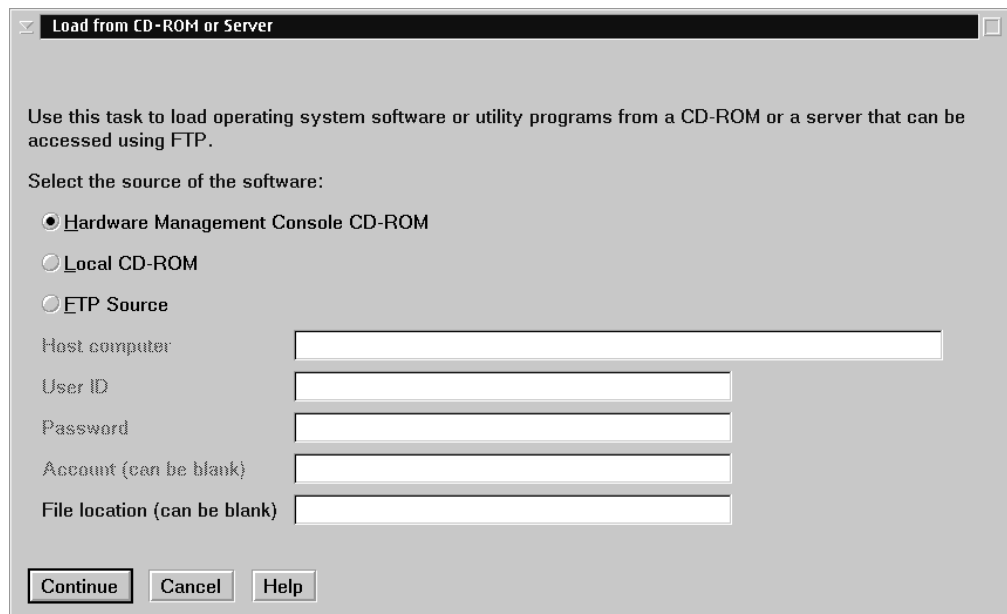 Load from CD-ROM or Server
Use this task to load operating system software or utility programs from a CD-ROM or a server that can be
accessed using FTP.
Select the source of the software:
Hardware Management Console CD-ROM
Local CD-ROM
FTP Source
Host computer
User ID
Password
Account (can be blank)
File location (can be blank)
Continue Cancel Help